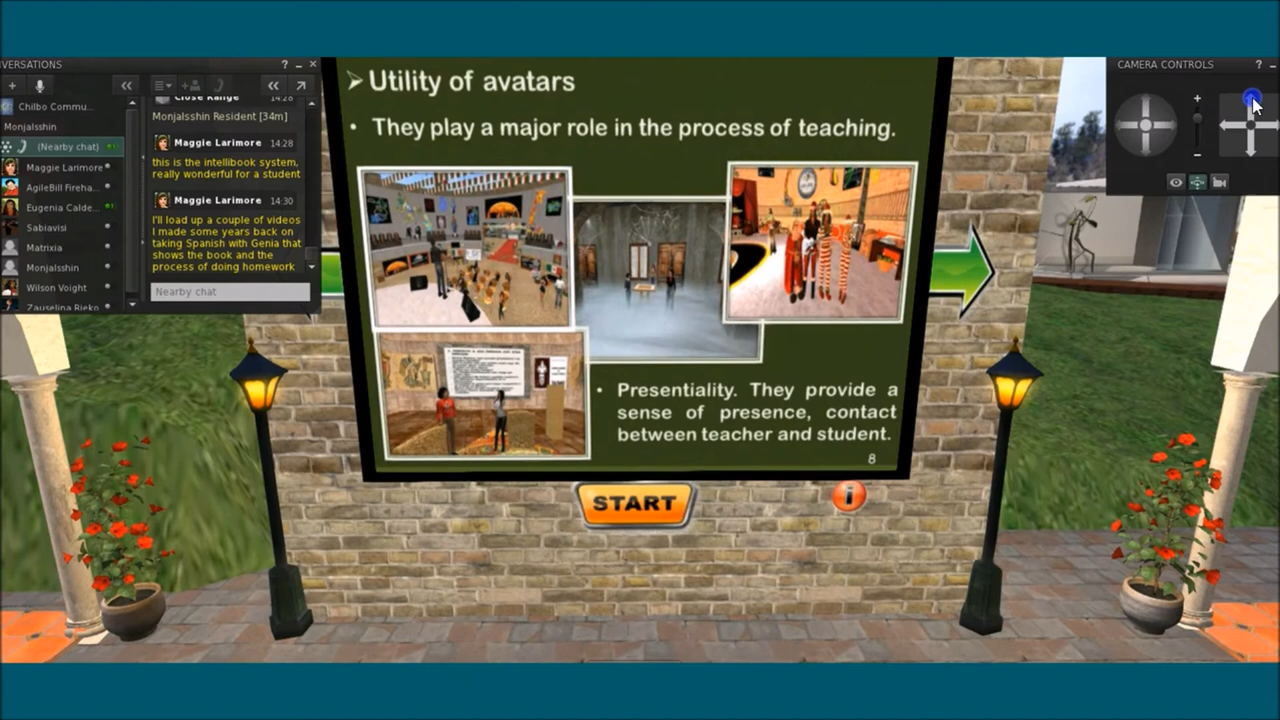 VERSATIONS
? _ ×
Chilbo Commu...
Monjalsshin
(Nearby chat)
Maggie Larimore
AgileBill Fireha...
Eugenia Calde...
Sabiavisi
Matrixia
Monjalsshin
Wilson Voight
Zauselina Rieko
Close Range 14:28
Monjalsshin Resident [34m]
Maggie Larimore 14:28
this is the intellibook system,
really wonderful for a student
Maggie Larimore 14:30
I'll load up a couple of videos
I made some years back on
taking Spanish with Genia that
shows the book and the
process of doing homework
Nearby chat
➢ Utility of avatars
• They play a major role in the process of teaching.
• Presentiality. They provide a
sense of presence, contact
between teacher and student.
8
START
i
CAMERA CONTROLS
? _
+
−